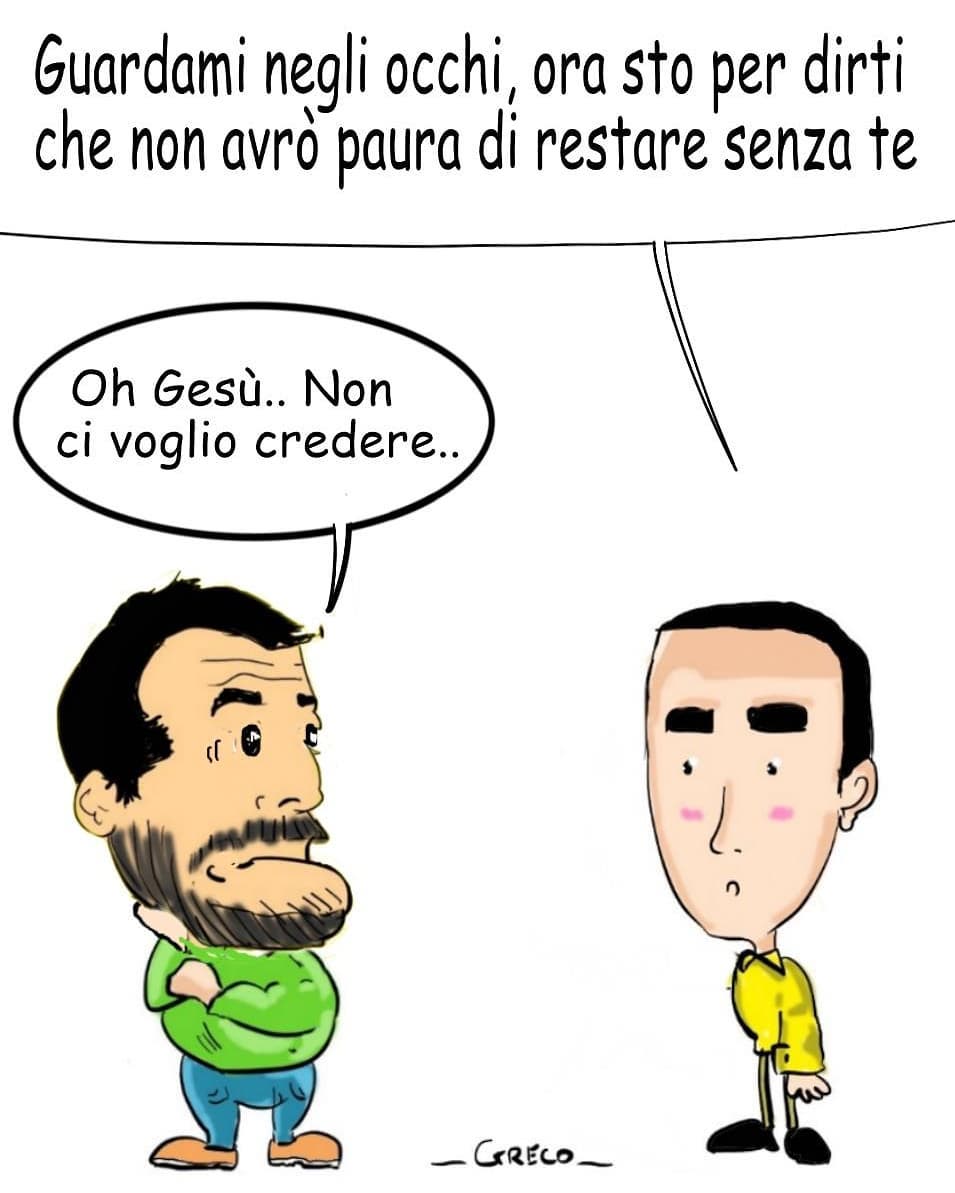 Guardami negli occhi, ora sto per dirti
che non avrò paura di restare senza te
Oh Gesù.. Non
ci voglio credere..
_ GRECO _